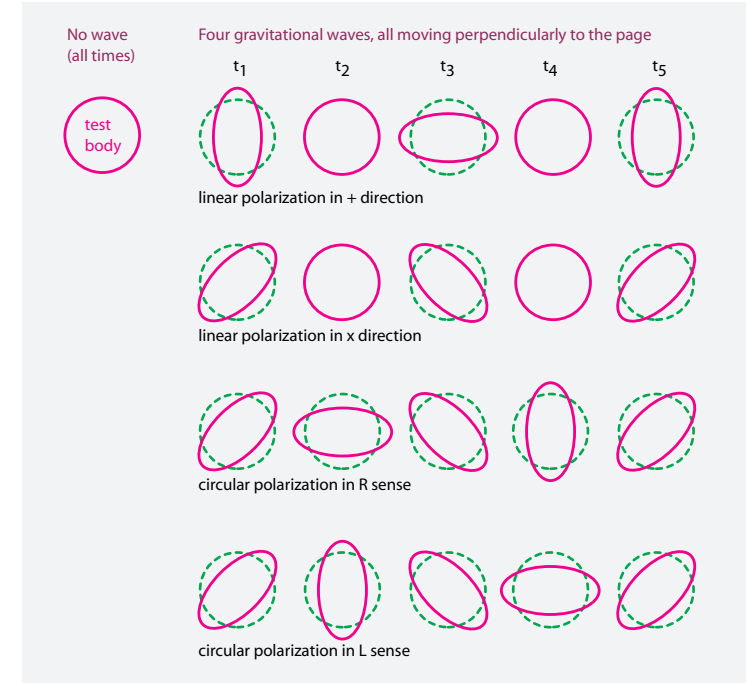 No wave
(all times)
Four gravitational waves, all moving perpendicularly to the page
t1 t2 t3 t4 t5
test
body
linear polarization in + direction
linear polarization in x direction
circular polarization in R sense
circular polarization in L sense